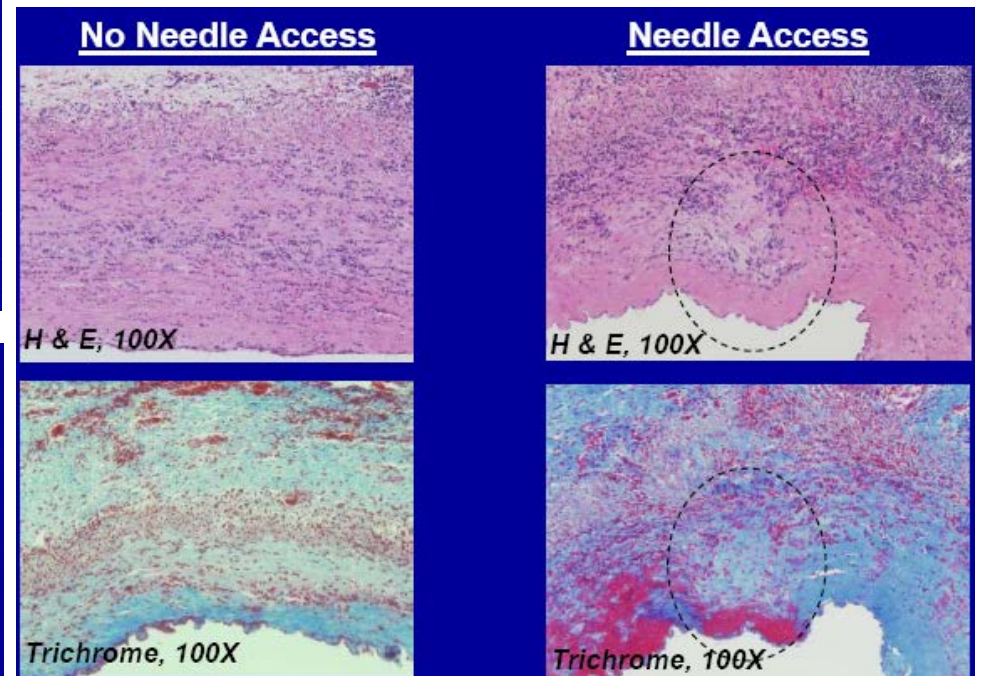 No Needle Access
Needle Access
H & E, 100X
H & E, 100X
Trichrome, 100X
Trichrome, 100X